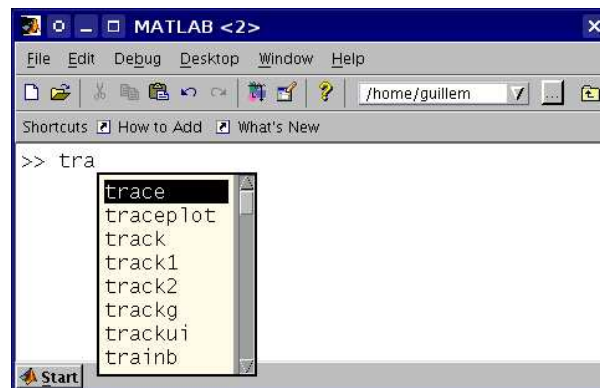 MATLAB <2>
File Edit Debug Desktop Window Help
/home/guillem ...
Shortcuts How to Add What's New
>> tra
trace
traceplot
track
track1
track2
trackg
trackui
trainb
Start